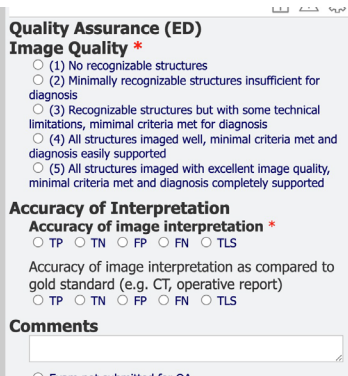 Quality Assurance (ED)
Image Quality *
(1) No recognizable structures
(2) Minimally recognizable structures insufficient for
diagnosis
(3) Recognizable structures but with some technical
limitations, mimimal criteria met for diagnosis
(4) All structures imaged well, minimal criteria met and
diagnosis easily supported
(5) All structures imaged with excellent image quality,
minimal criteria met and diagnosis completely supported
Accuracy of Interpretation
Accuracy of image interpretation *
TP TN FP FN TLS
Accuracy of image interpretation as compared to
gold standard (e.g. CT, operative report)
TP TN FP FN TLS
Comments